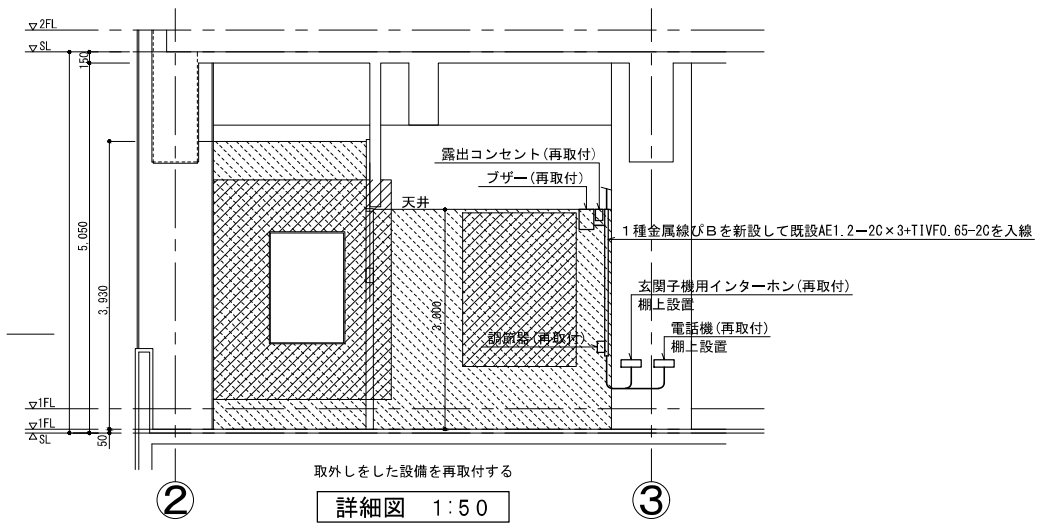 ▽2FL
▽SL
150
露出コンセント(再取付)
ブザー(再取付)
天井
1種金属線ぴBを新設して既設AE1.2−2C×3+TIVF0.65-2Cを入線
5,050
3,930
3,000
玄関子機用インターホン(再取付)
棚上設置
電話機(再取付)
棚上設置
調節器(再取付)
▽1FL
▽1FL
△SL
50
取外しをした設備を再取付する
② ③
詳細図 1:50